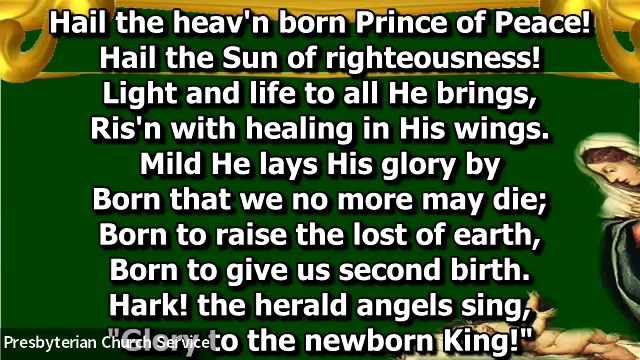 Hail the heav'n born Prince of Peace!
Hail the Sun of righteousness!
Light and life to all He brings,
Ris'n with healing in His wings.
Mild He lays His glory by
Born that we no more may die;
Born to raise the lost of earth,
Born to give us second birth.
Hark! the herald angels sing,
"Glory to the newborn King!"
Presbyterian Church Service